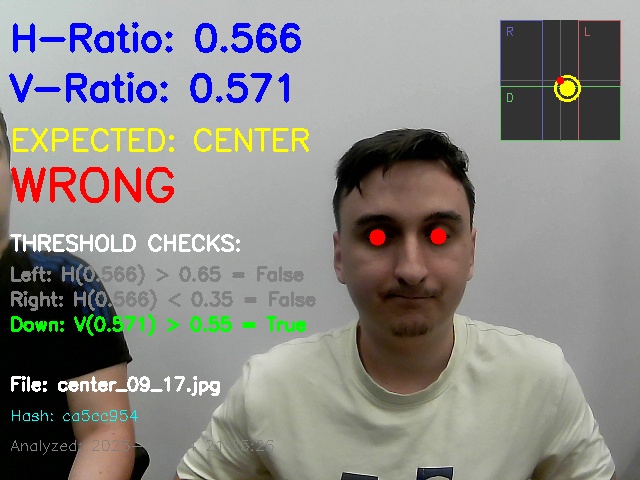 H-Ratio: 0.566
V-Ratio: 0.571
EXPECTED: CENTER
WRONG
THRESHOLD CHECKS:
Left: H(0.566) > 0.65 = False
Right: H(0.566) < 0.35 = False
Down: V(0.571) > 0.55 = True
File: center_09_17.jpg
Hash: ca5cc954
Analyzed:
R
L
D